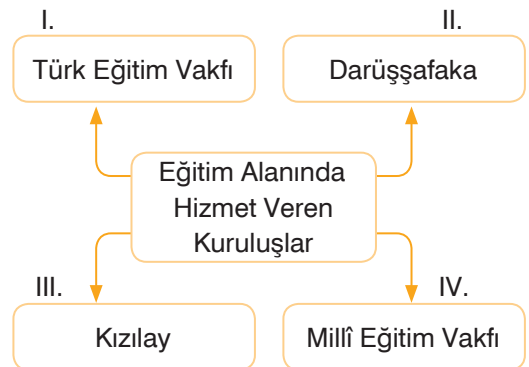 I.
II.
Türk Eğitim Vakfı
Darüşşafaka
Eğitim Alanında
Hizmet Veren
Kuruluşlar
III.
IV.
Kızılay
Millî Eğitim Vakfı